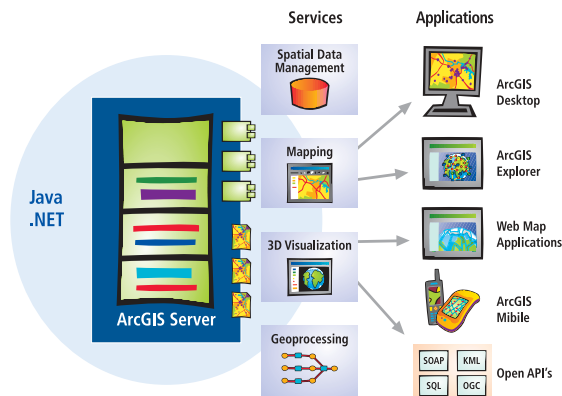 Services
Applications
Spatial Data
Management
ArcGIS
Desktop
Mapping
ArcGIS
Explorer
Java
.NET
3D Visualization
Web Map
Applications
ArcGIS
Mibile
ArcGIS Server
Geoprocessing
SOAP
KML
SQL
OGC
Open API's